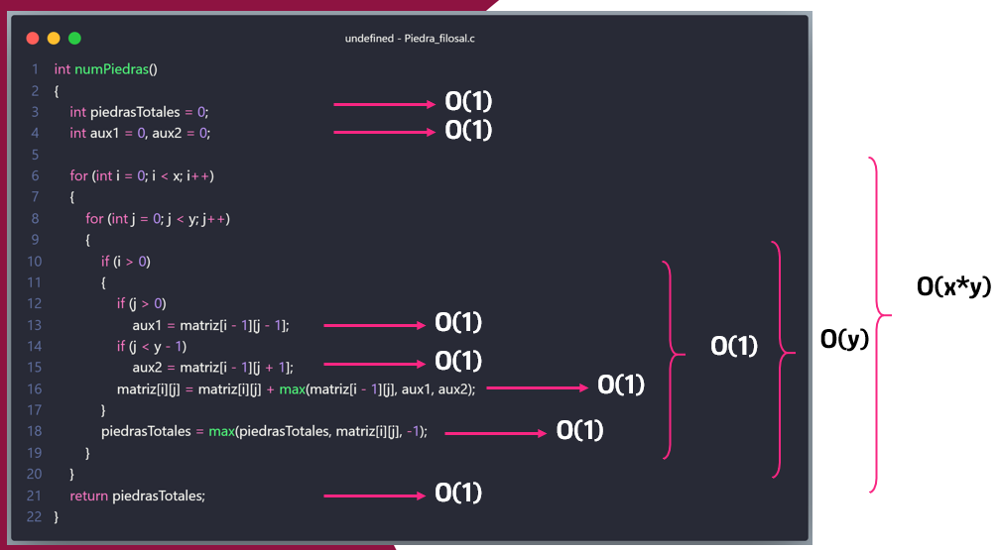 undefined - Piedra_filosal.c
1 int numPiedras()
2 {
3 int piedrasTotales = 0; O(1)
4 int aux1 = 0, aux2 = 0; O(1)
5
6 for (int i = 0; i < x; i++)
7 {
8 for (int j = 0; j < y; j++)
9 {
10 if (i > 0)
11 {
12 if (j > 0)
13 aux1 = matriz[i - 1][j - 1]; O(1)
14 if (j < y - 1)
15 aux2 = matriz[i - 1][j + 1]; O(1)
16 matriz[i][j] = matriz[i][j] + max(matriz[i - 1][j], aux1, aux2); O(1)
17 }
18 piedrasTotales = max(piedrasTotales, matriz[i][j], -1); O(1)
19 }
20 }
21 return piedrasTotales; O(1)
22 }
O(1)
O(y)
O(x*y)